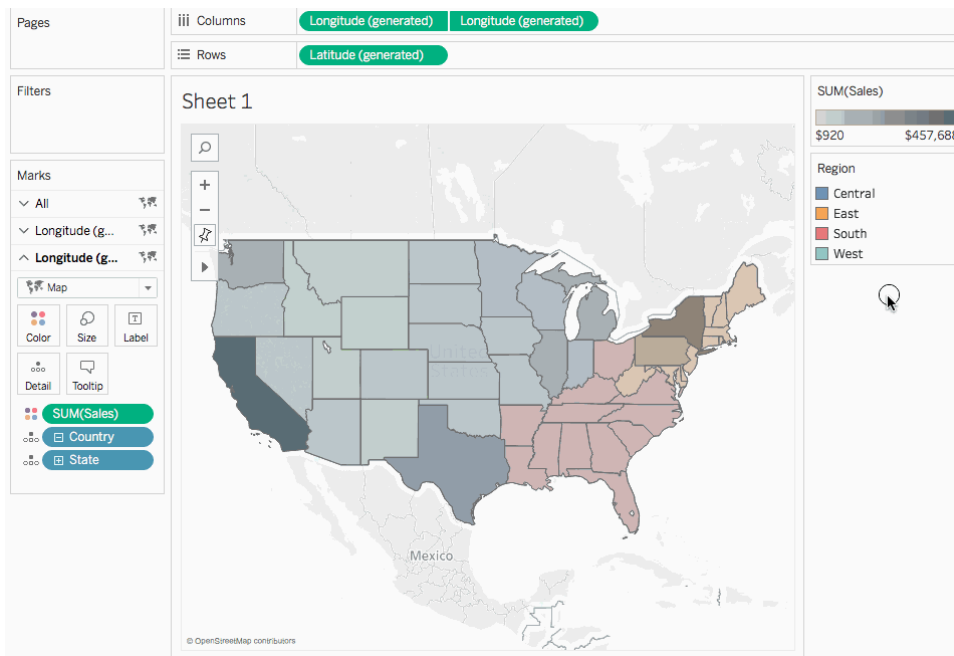 Pages
Columns
Longitude (generated)
Longitude (generated)
Rows
Latitude (generated)
Filters
Sheet 1
SUM(Sales)
$920
$457,688
Region
Central
East
South
West
Marks
All
Longitude (g...
Longitude (g...
Map
Color
Size
Label
Detail
Tooltip
SUM(Sales)
Country
State
United
States
Mexico
© OpenStreetMap contributors